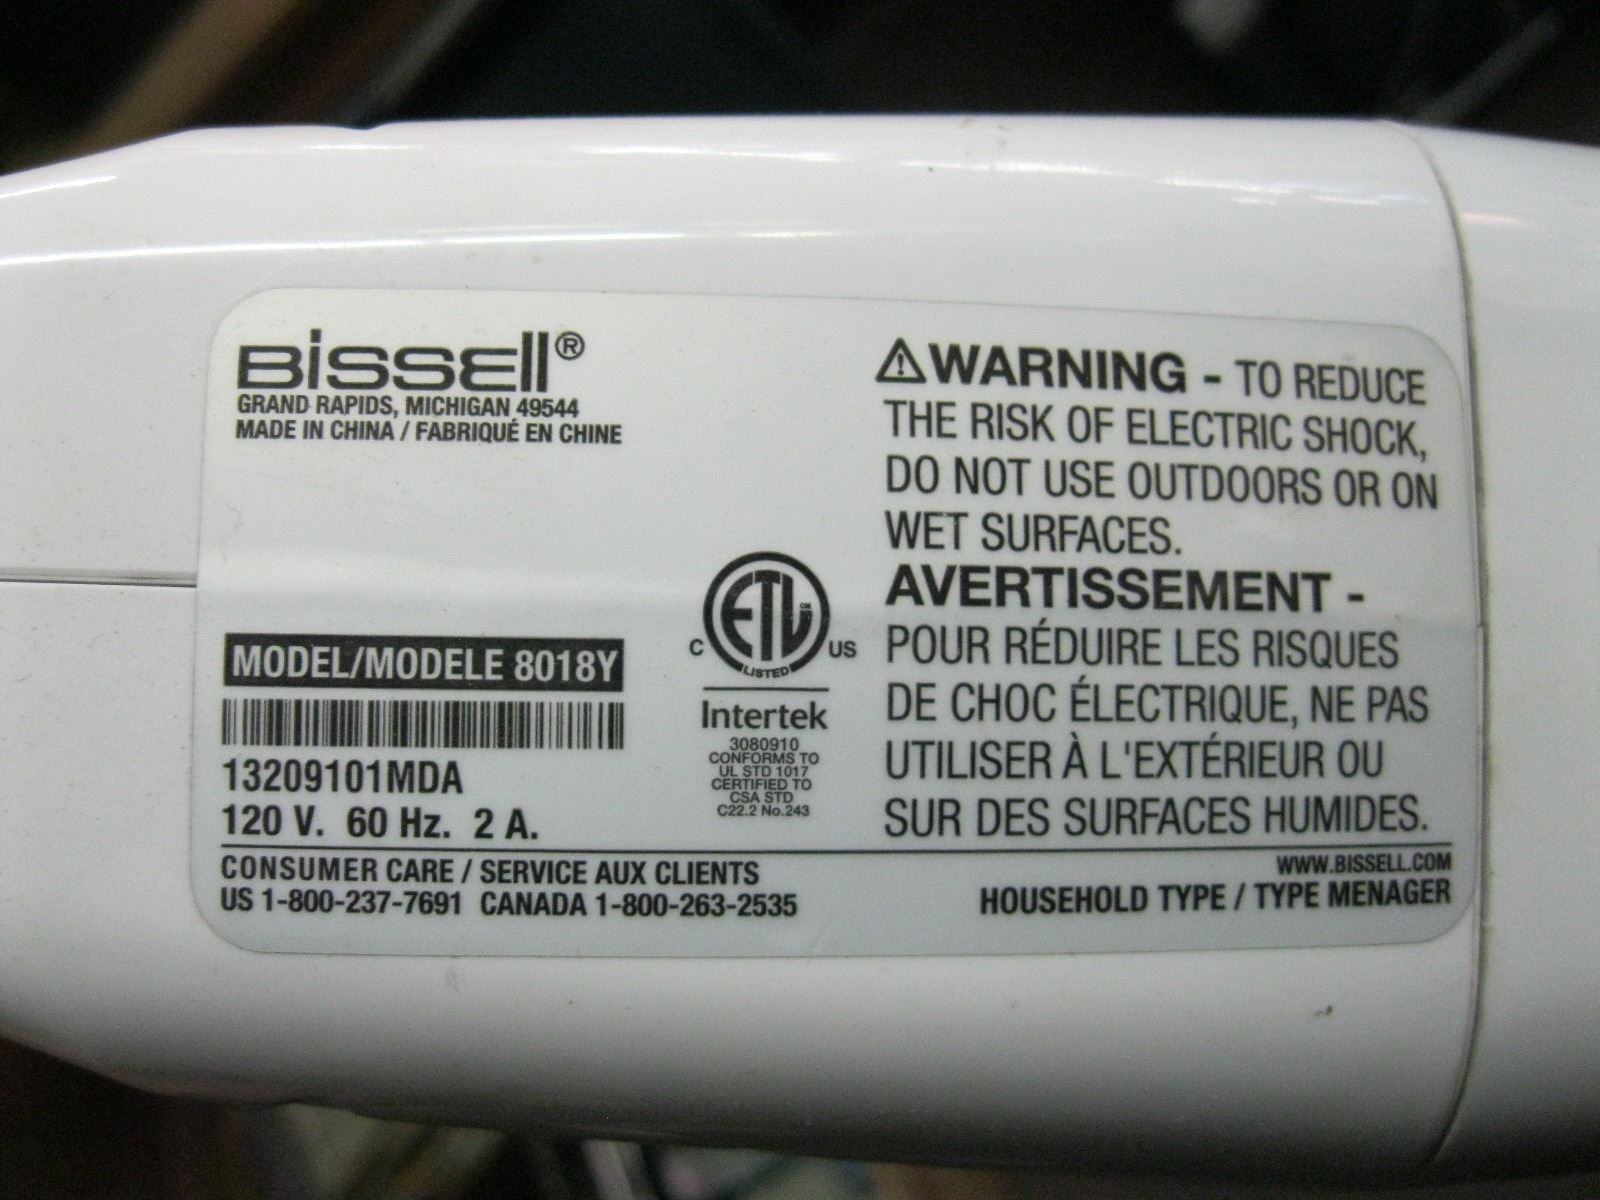 BISSELL®
GRAND RAPIDS, MICHIGAN 49544
MADE IN CHINA / FABRIQUÉ EN CHINE
MODEL/MODELE 8018Y
13209101MDA
120 V. 60 Hz. 2 A.
ETL CM
LISTED
C US
Intertek
3080910
CONFORMS TO
UL STD 1017
CERTIFIED TO
CSA STD
C22.2 No.243
⚠WARNING - TO REDUCE
THE RISK OF ELECTRIC SHOCK,
DO NOT USE OUTDOORS OR ON
WET SURFACES.
AVERTISSEMENT -
POUR RÉDUIRE LES RISQUES
DE CHOC ÉLECTRIQUE, NE PAS
UTILISER À L'EXTÉRIEUR OU
SUR DES SURFACES HUMIDES.
CONSUMER CARE / SERVICE AUX CLIENTS
US 1-800-237-7691 CANADA 1-800-263-2535
WWW.BISSELL.COM
HOUSEHOLD TYPE / TYPE MENAGER